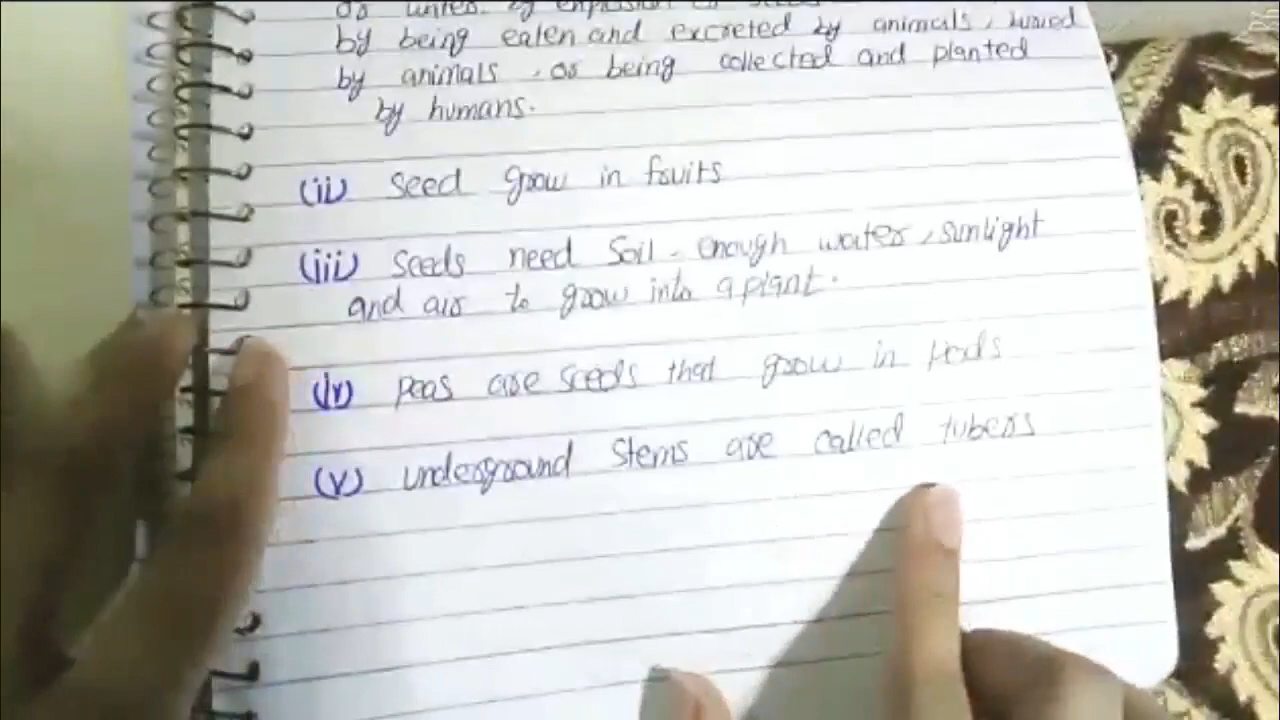 by being eaten and excreted by animals, buried
by animals, or being collected and planted
by humans.
(ii) seed grow in fruits
(iii) seeds need soil, enough water, sunlight
and air to grow into a plant.
(iv) peas are seeds that grow in pods
(v) underground stems are called tubers